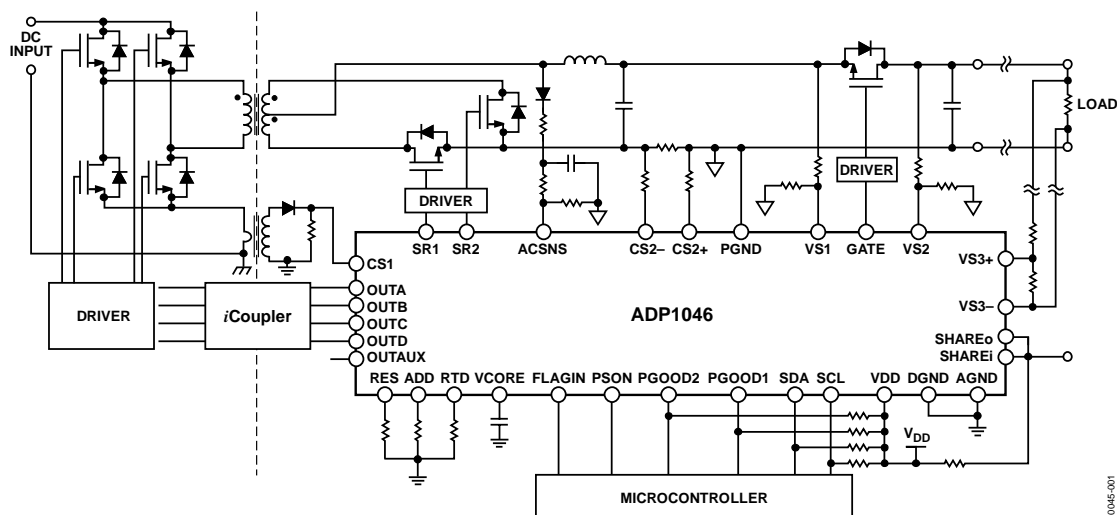 DC
INPUT
LOAD
DRIVER
DRIVER
SR1 SR2 ACSNS CS2– CS2+ PGND VS1 GATE VS2
CS1
VS3+
OUTA
OUTB
OUTC
OUTD
OUTAUX
DRIVER
iCoupler
ADP1046
VS3–
SHAREo
SHAREi
RES ADD RTD VCORE FLAGIN PSON PGOOD2 PGOOD1 SDA SCL VDD DGND AGND
VDD
MICROCONTROLLER
0045-001